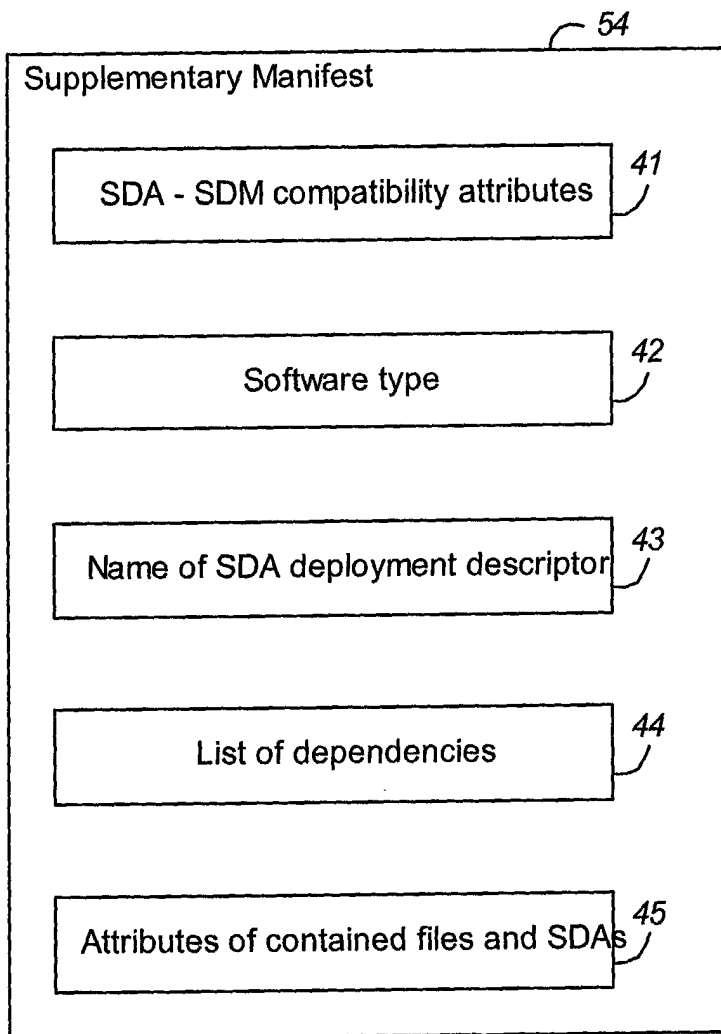 54
Supplementary Manifest
41
SDA - SDM compatibility attributes
42
Software type
43
Name of SDA deployment descriptor
44
List of dependencies
45
Attributes of contained files and SDAs